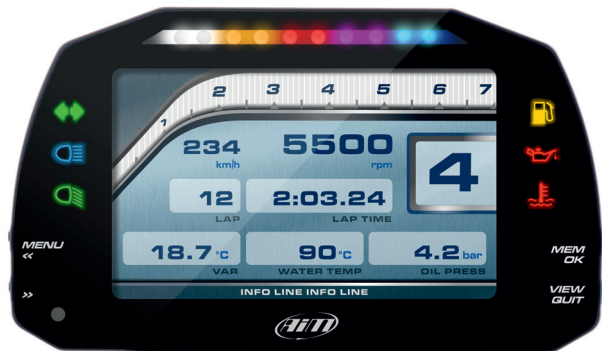 1 2 3 4 5 6 7
234 5500
km/h rpm
4
12 2:03.24
LAP LAP TIME
18.7 °C 90 °C 4.2 bar
VAR WATER TEMP OIL PRESS
INFO LINE INFO LINE
MENU
<<
>>
MEM
OK
VIEW
QUIT
AiM